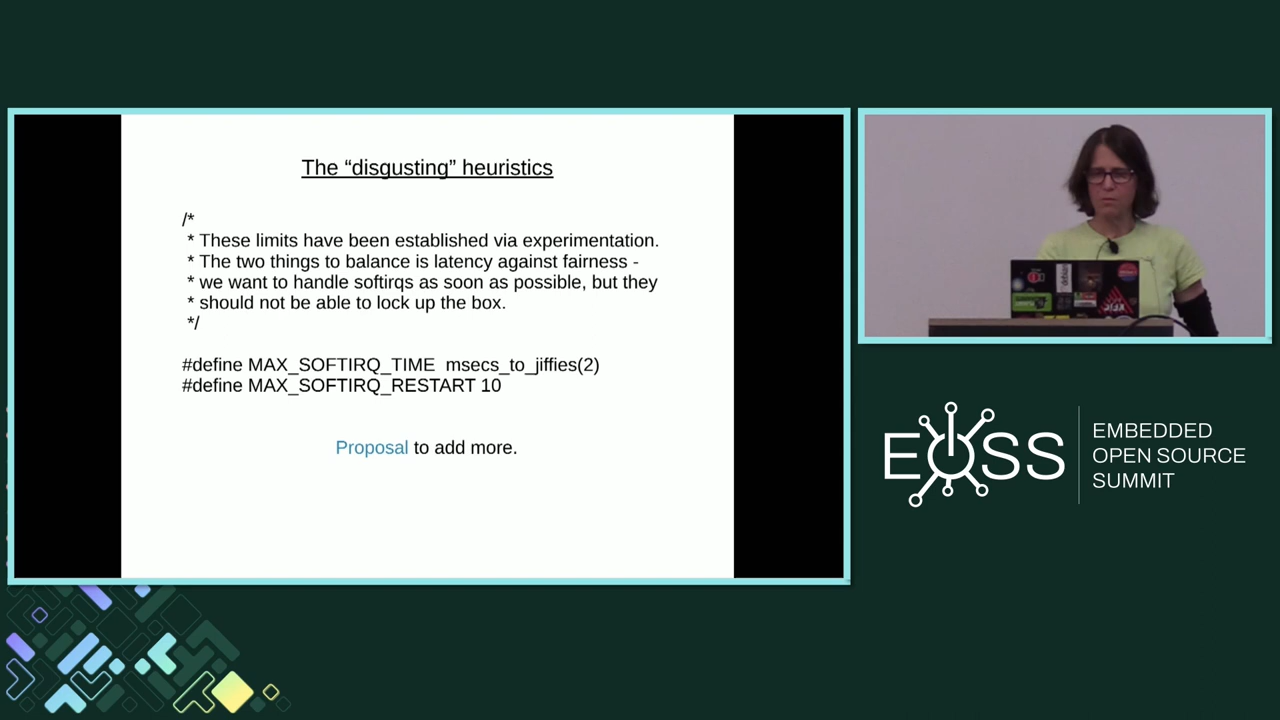 The “disgusting” heuristics
/*
* These limits have been established via experimentation.
* The two things to balance is latency against fairness -
* we want to handle softirqs as soon as possible, but they
* should not be able to lock up the box.
*/
#define MAX_SOFTIRQ_TIME msecs_to_jiffies(2)
#define MAX_SOFTIRQ_RESTART 10
Proposal to add more.
EOSS
EMBEDDED
OPEN SOURCE
SUMMIT